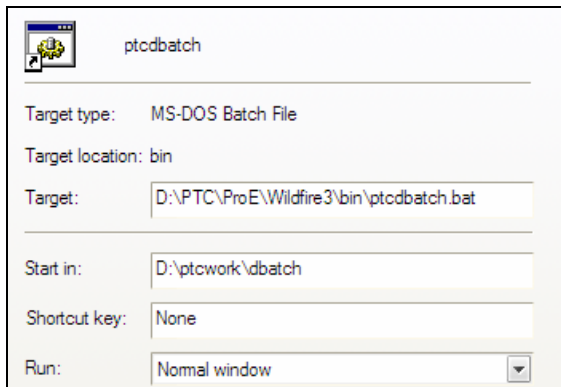 ptcdbatch
Target type: MS-DOS Batch File
Target location: bin
Target: D:\PTC\ProE\Wildfire3\bin\ptcdbatch.bat
Start in: D:\ptcwork\dbatch
Shortcut key: None
Run: Normal window